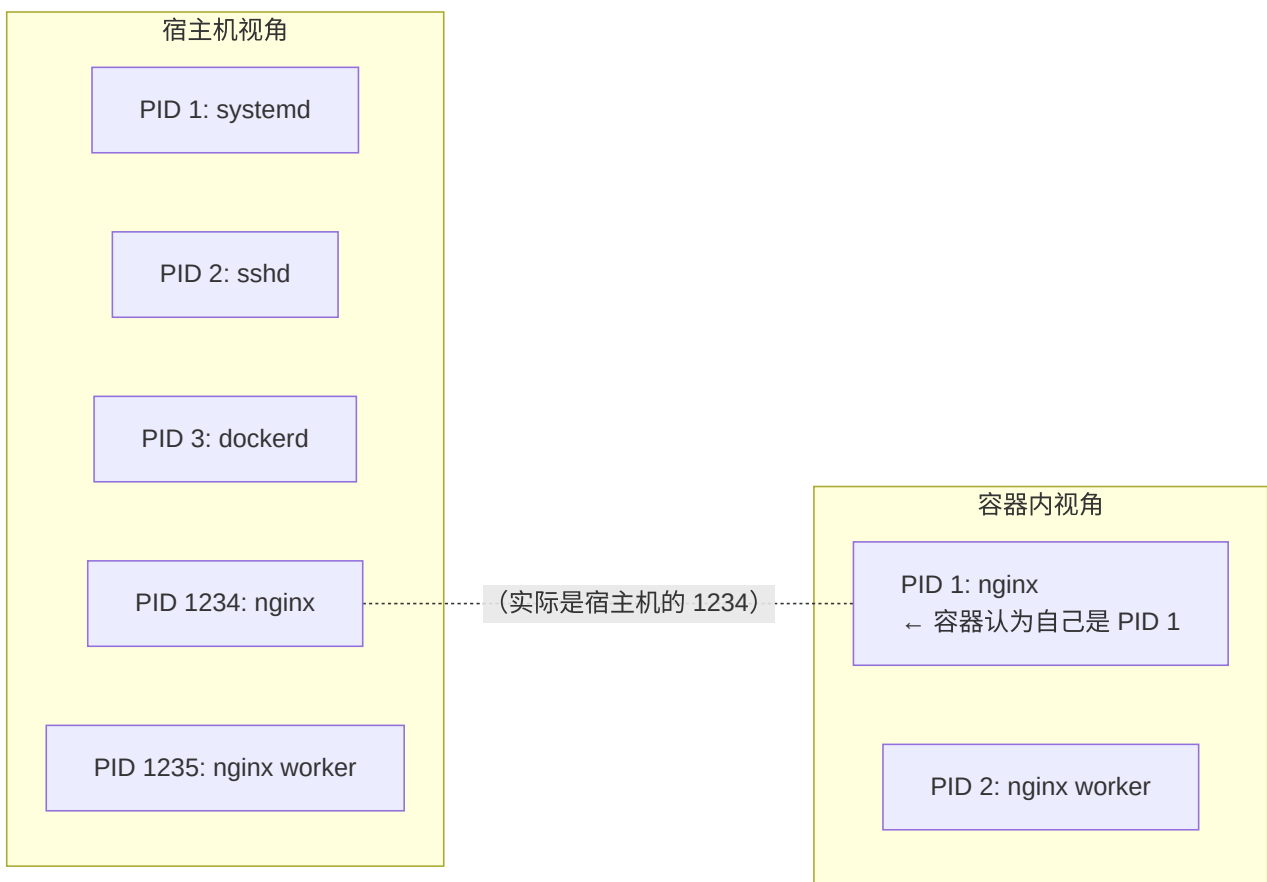 宿主机视角
PID 1: systemd
PID 2: sshd
PID 3: dockerd
PID 1234: nginx
PID 1235: nginx worker
（实际是宿主机的 1234）
容器内视角
PID 1: nginx
← 容器认为自己是 PID 1
PID 2: nginx worker